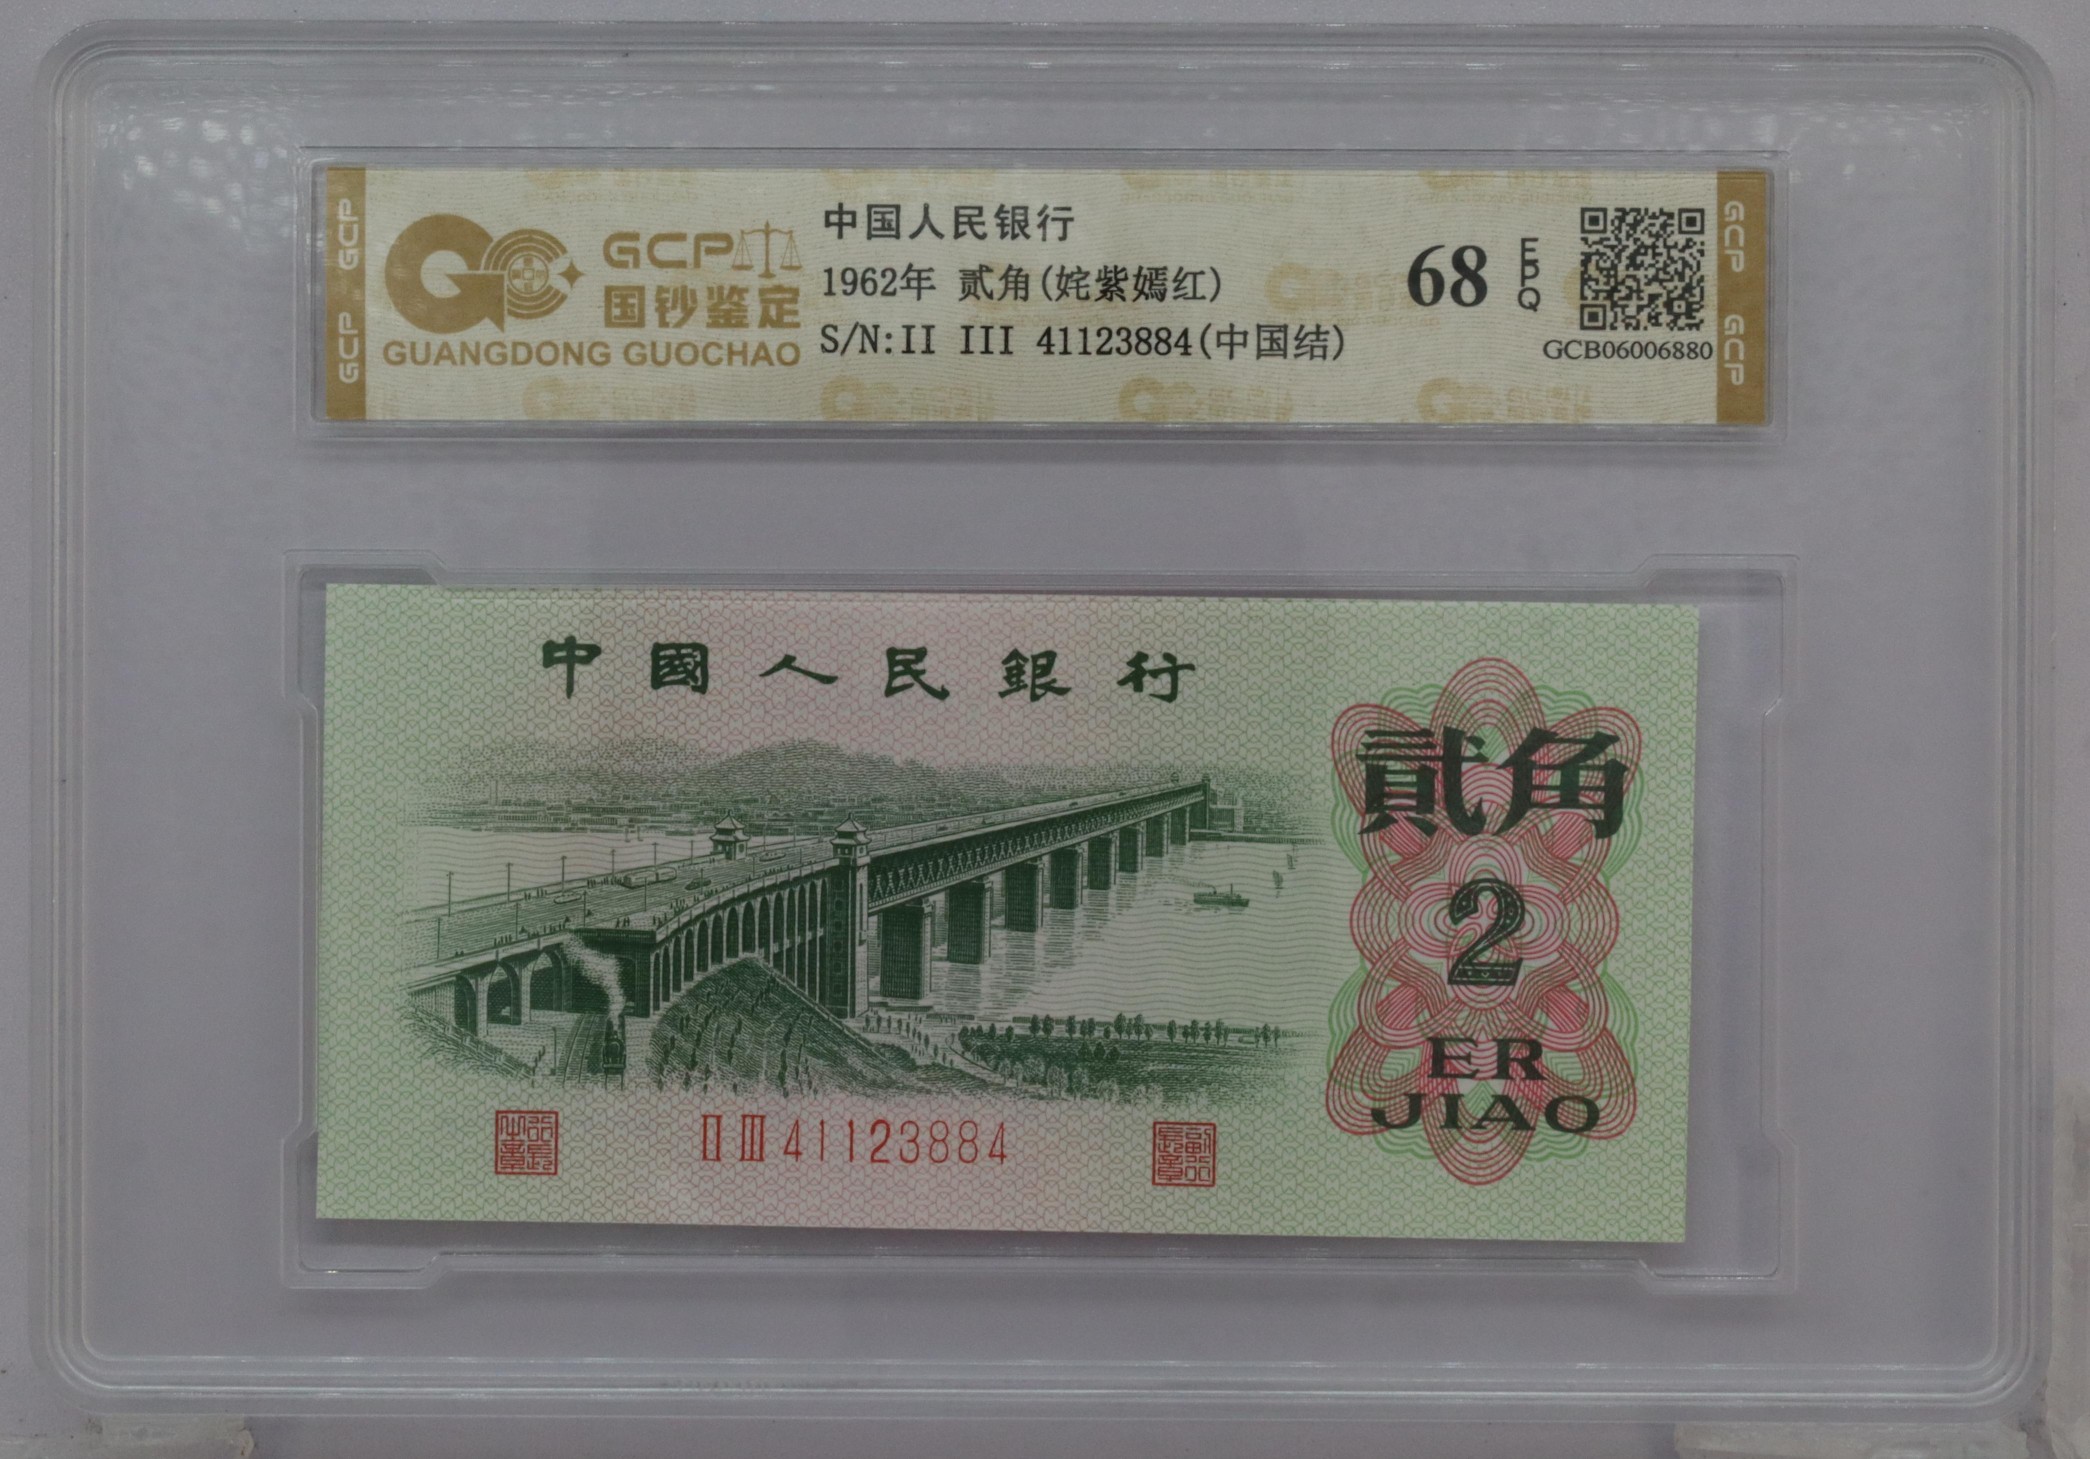 GCP GCP
GCP
国钞鉴定
GUANGDONG GUOCHAO
中国人民银行
1962年 贰角(姹紫嫣红)
S/N:II III 41123884(中国结)
68 EPQ
GCB06006880
GCP GCP
中國人民銀行
貳角
2
ER
JIAO
II III 41123884